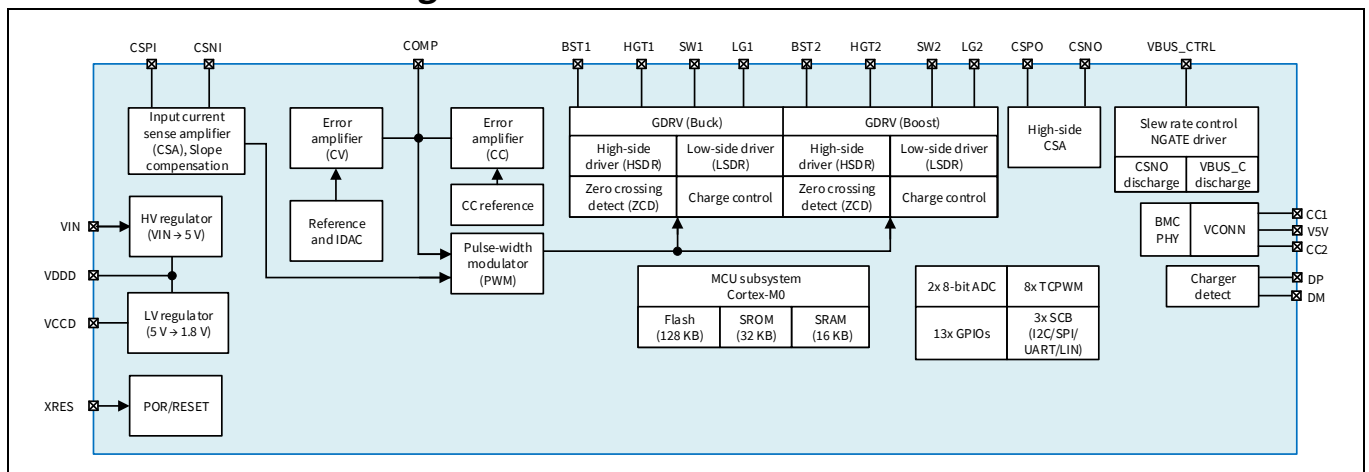 CSPI CSNI COMP BST1 HGT1 SW1 LG1 BST2 HGT2 SW2 LG2 CSPO CSNO VBUS_CTRL
Input current
sense amplifier
(CSA), Slope
compensation
Error
amplifier
(CV)
Error
amplifier
(CC)
GDRV (Buck)
High-side
driver (HSDR)
Low-side driver
(LSDR)
Zero crossing
detect (ZCD)
Charge control
GDRV (Boost)
High-side
driver (HSDR)
Low-side driver
(LSDR)
Zero crossing
detect (ZCD)
Charge control
High-side
CSA
Slew rate control
NGATE driver
CSNO
discharge
VBUS_C
discharge
CC reference
Reference
and IDAC
VIN
HV regulator
(VIN → 5 V)
VDDD
Pulse-width
modulator
(PWM)
BMC
PHY
VCONN
CC1
V5V
CC2
VCCD
LV regulator
(5 V → 1.8 V)
MCU subsystem
Cortex-M0
Flash
(128 KB)
SROM
(32 KB)
SRAM
(16 KB)
2x 8-bit ADC
8x TCPWM
13x GPIOs
3x SCB
(I2C/SPI/
UART/LIN)
Charger
detect
DP
DM
XRES
POR/RESET